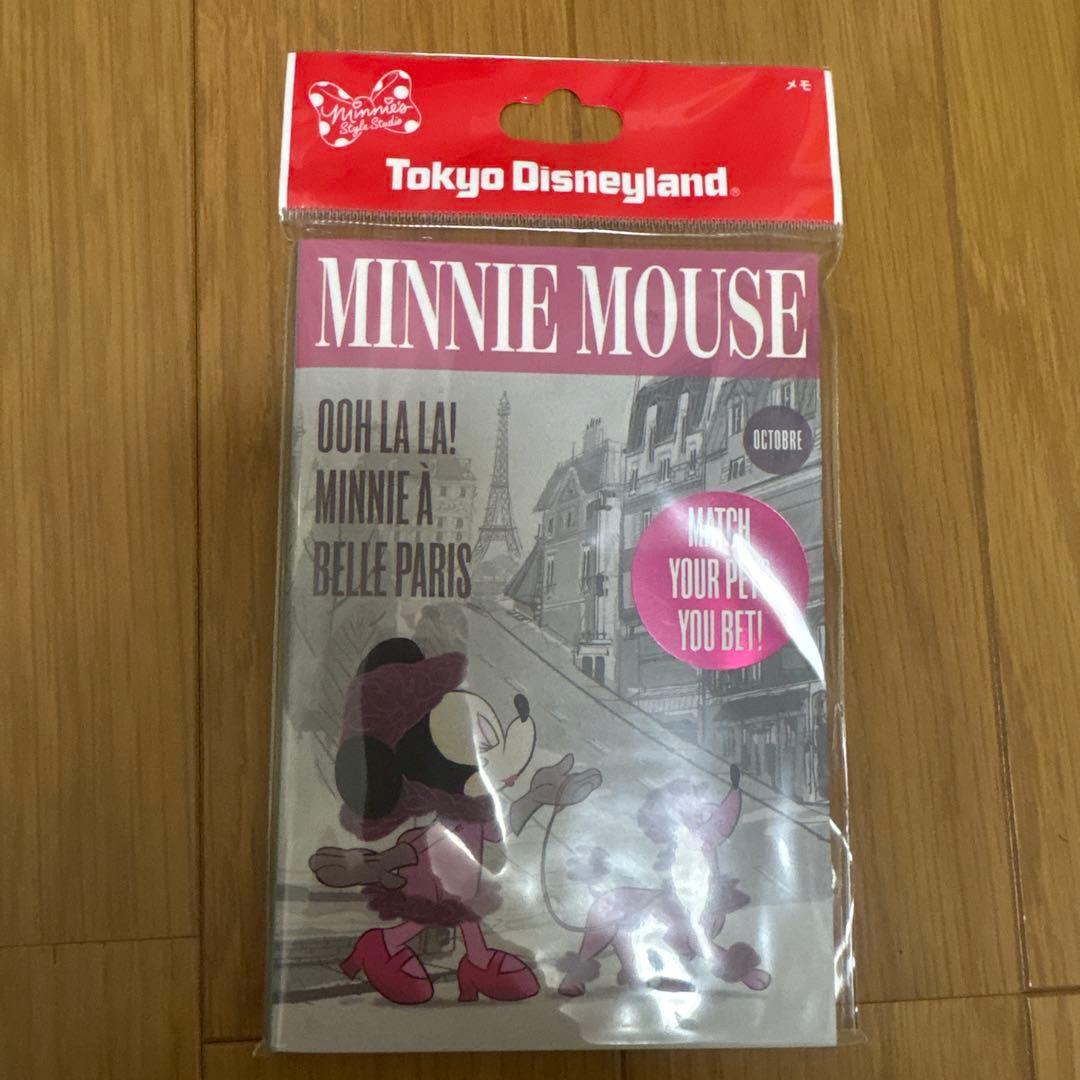 Minnie's
Style Studio
メモ
Tokyo Disneyland®
MINNIE MOUSE
OOH LA LA!
MINNIE À
BELLE PARIS
OCTOBRE
MATCH
YOUR
YOU BET!